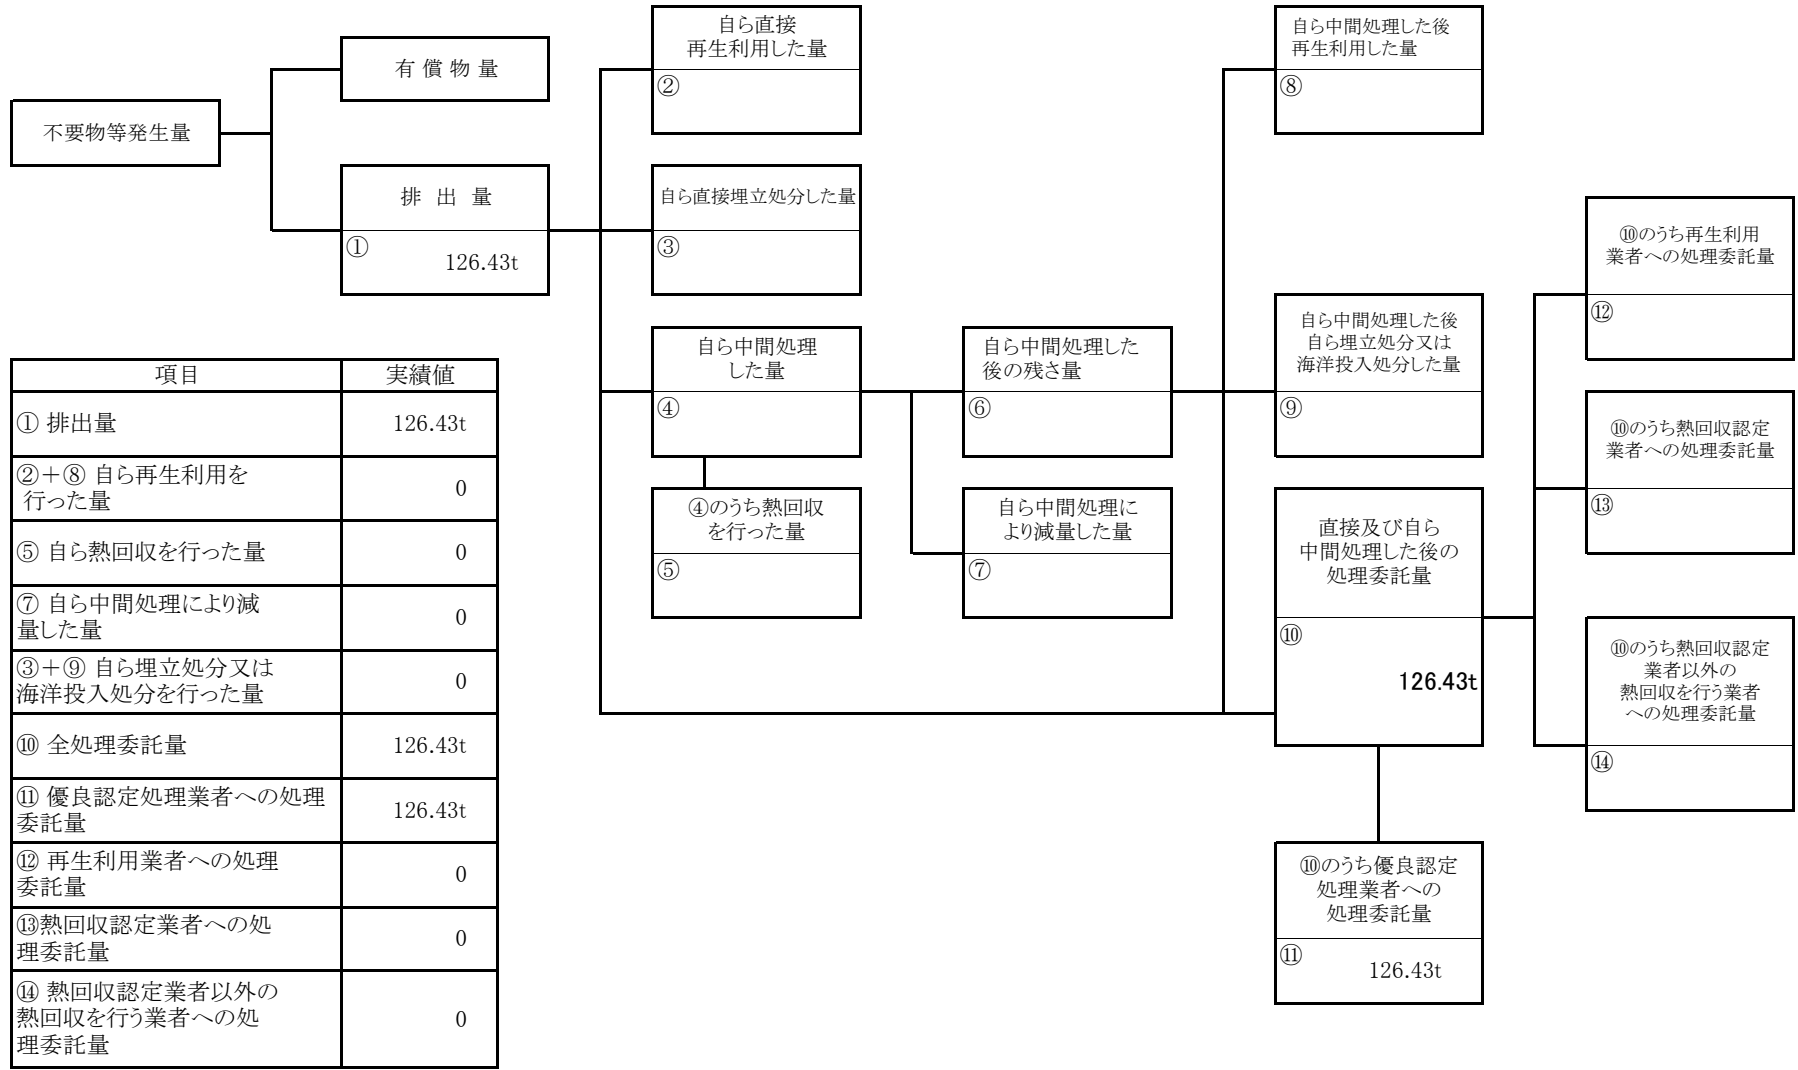 不要物等発生量
有 償 物 量
排 出 量
①
126.43t
自ら直接
再生利用した量
②
自ら直接埋立処分した量
③
自ら中間処理
した量
④
④のうち熱回収
を行った量
⑤
自ら中間処理した
後の残さ量
⑥
自ら中間処理に
より減量した量
⑦
自ら中間処理した後
再生利用した量
⑧
自ら中間処理した後
自ら埋立処分又は
海洋投入処分した量
⑨
直接及び自ら
中間処理した後の
処理委託量
⑩
126.43t
⑩のうち優良認定
処理業者への
処理委託量
⑪
126.43t
⑩のうち再生利用
業者への処理委託量
⑫
⑩のうち熱回収認定
業者への処理委託量
⑬
⑩のうち熱回収認定
業者以外の
熱回収を行う業者
への処理委託量
⑭
項目 実績値
① 排出量 126.43t
②＋⑧ 自ら再生利用を
行った量 0
⑤ 自ら熱回収を行った量 0
⑦ 自ら中間処理により減
量した量 0
③＋⑨ 自ら埋立処分又は
海洋投入処分を行った量 0
⑩ 全処理委託量 126.43t
⑪ 優良認定処理業者への処理
委託量 126.43t
⑫ 再生利用業者への処理
委託量 0
⑬熱回収認定業者への処
理委託量 0
⑭ 熱回収認定業者以外の
熱回収を行う業者への処
理委託量 0